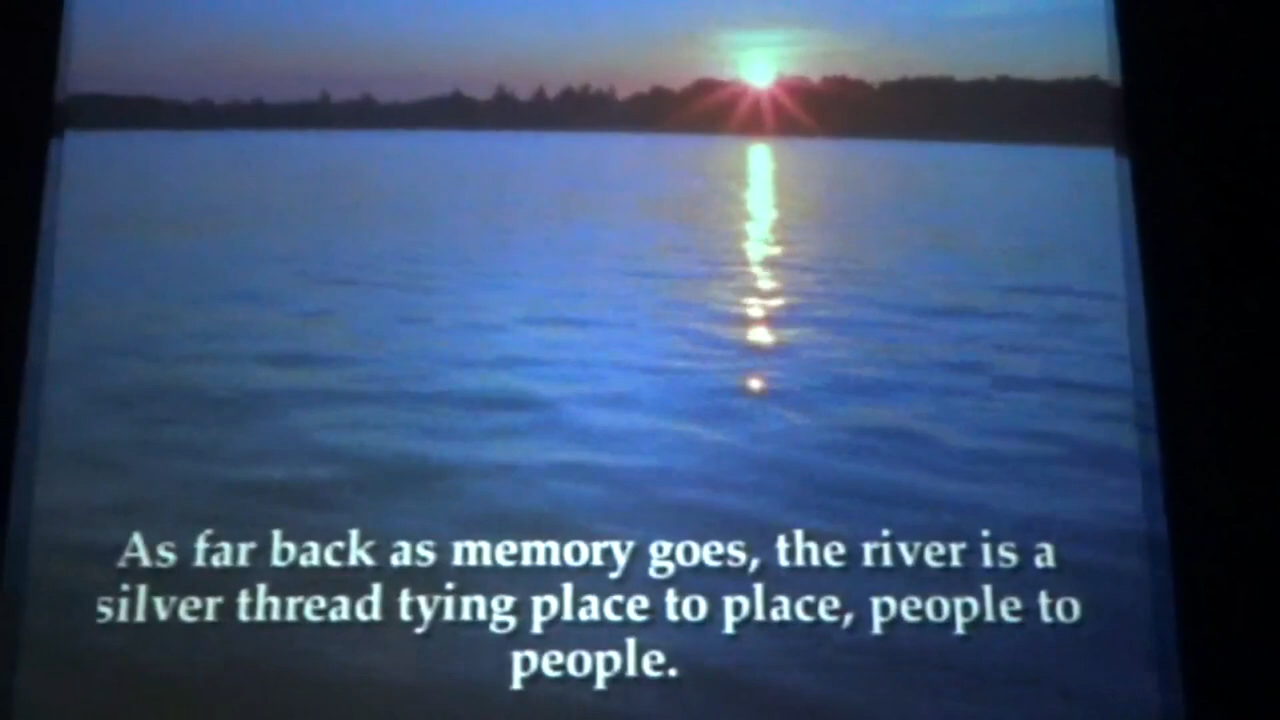 As far back as memory goes, the river is a
silver thread tying place to place, people to
people.